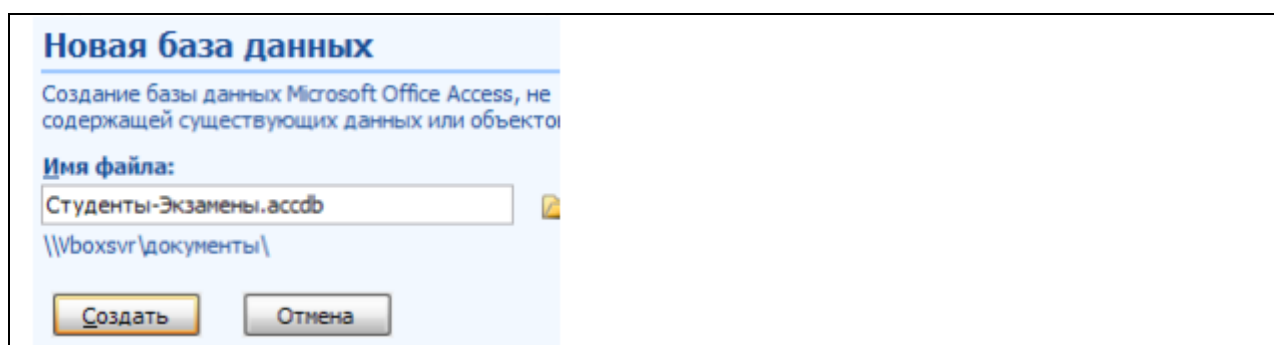 Новая база данных
Создание базы данных Microsoft Office Access, не
содержащей существующих данных или
Имя файла:
Студенты-Экзамены.accdb
\\Vboxsvr\документы\
Создать Отмена